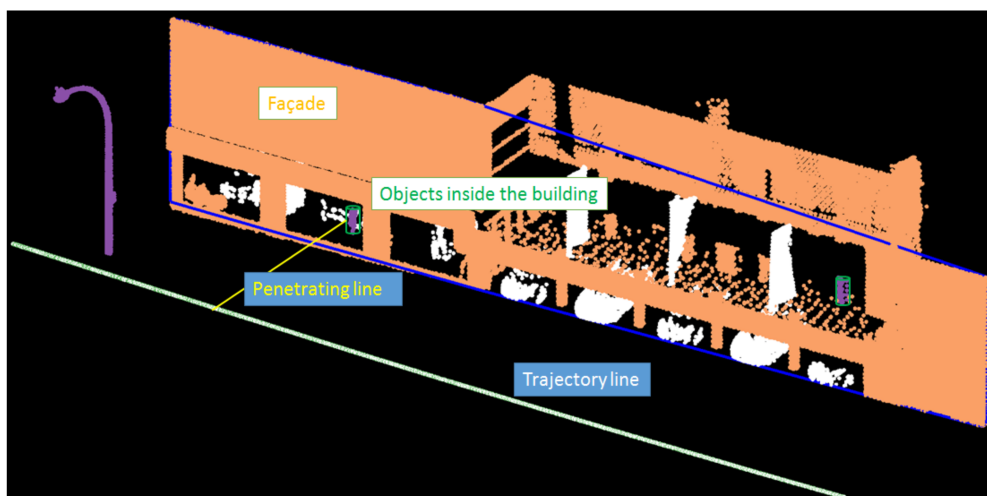 Façade
Objects inside the building
Penetrating line
Trajectory line